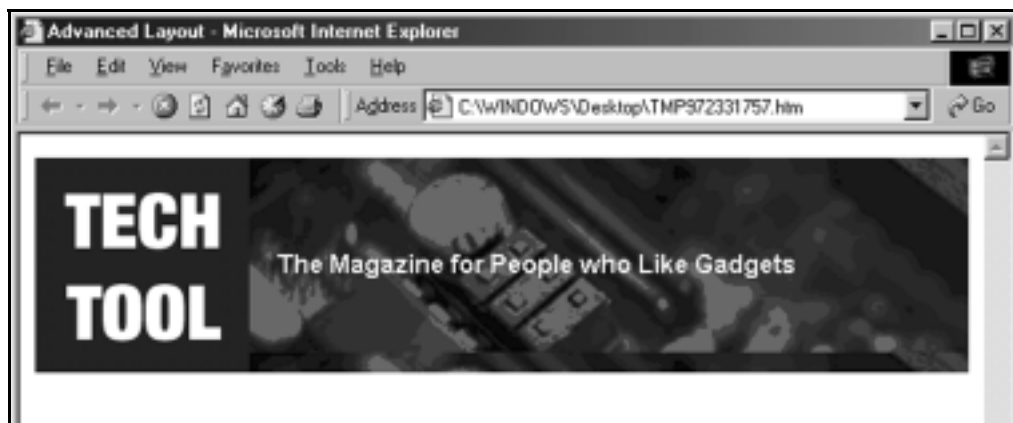 Advanced Layout - Microsoft Internet Explorer
File Edit View Favorites Tools Help
Address C:\WINDOWS\Desktop\TMP972331757.htm Go
TECH
TOOL
The Magazine for People who Like Gadgets